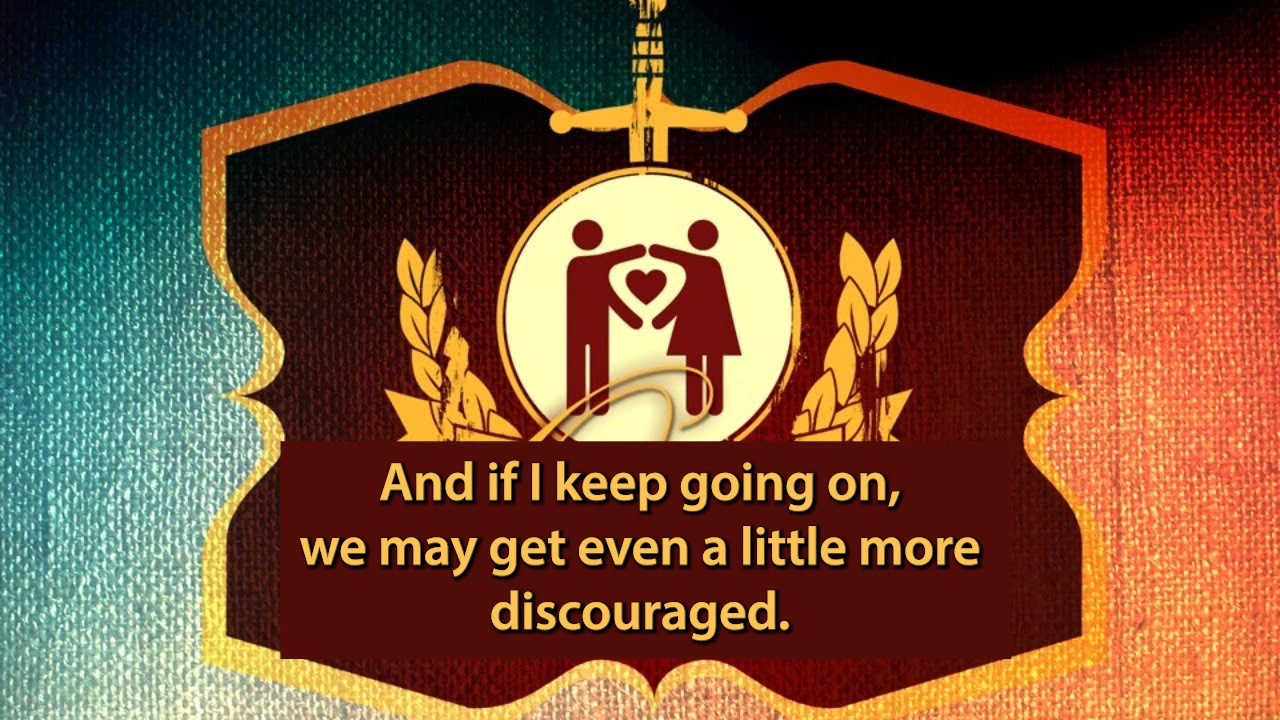 And if I keep going on,
we may get even a little more
discouraged.